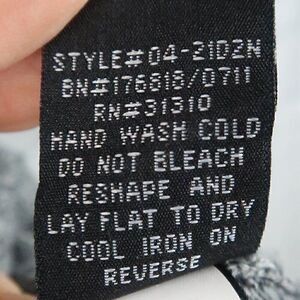 STYLE# 04-21D2N
BN#176818/0711
RN#31310
HAND WASH COLD
DO NOT BLEACH
RESHAPE AND
LAY FLAT TO DRY
COOL IRON ON
REVERSE